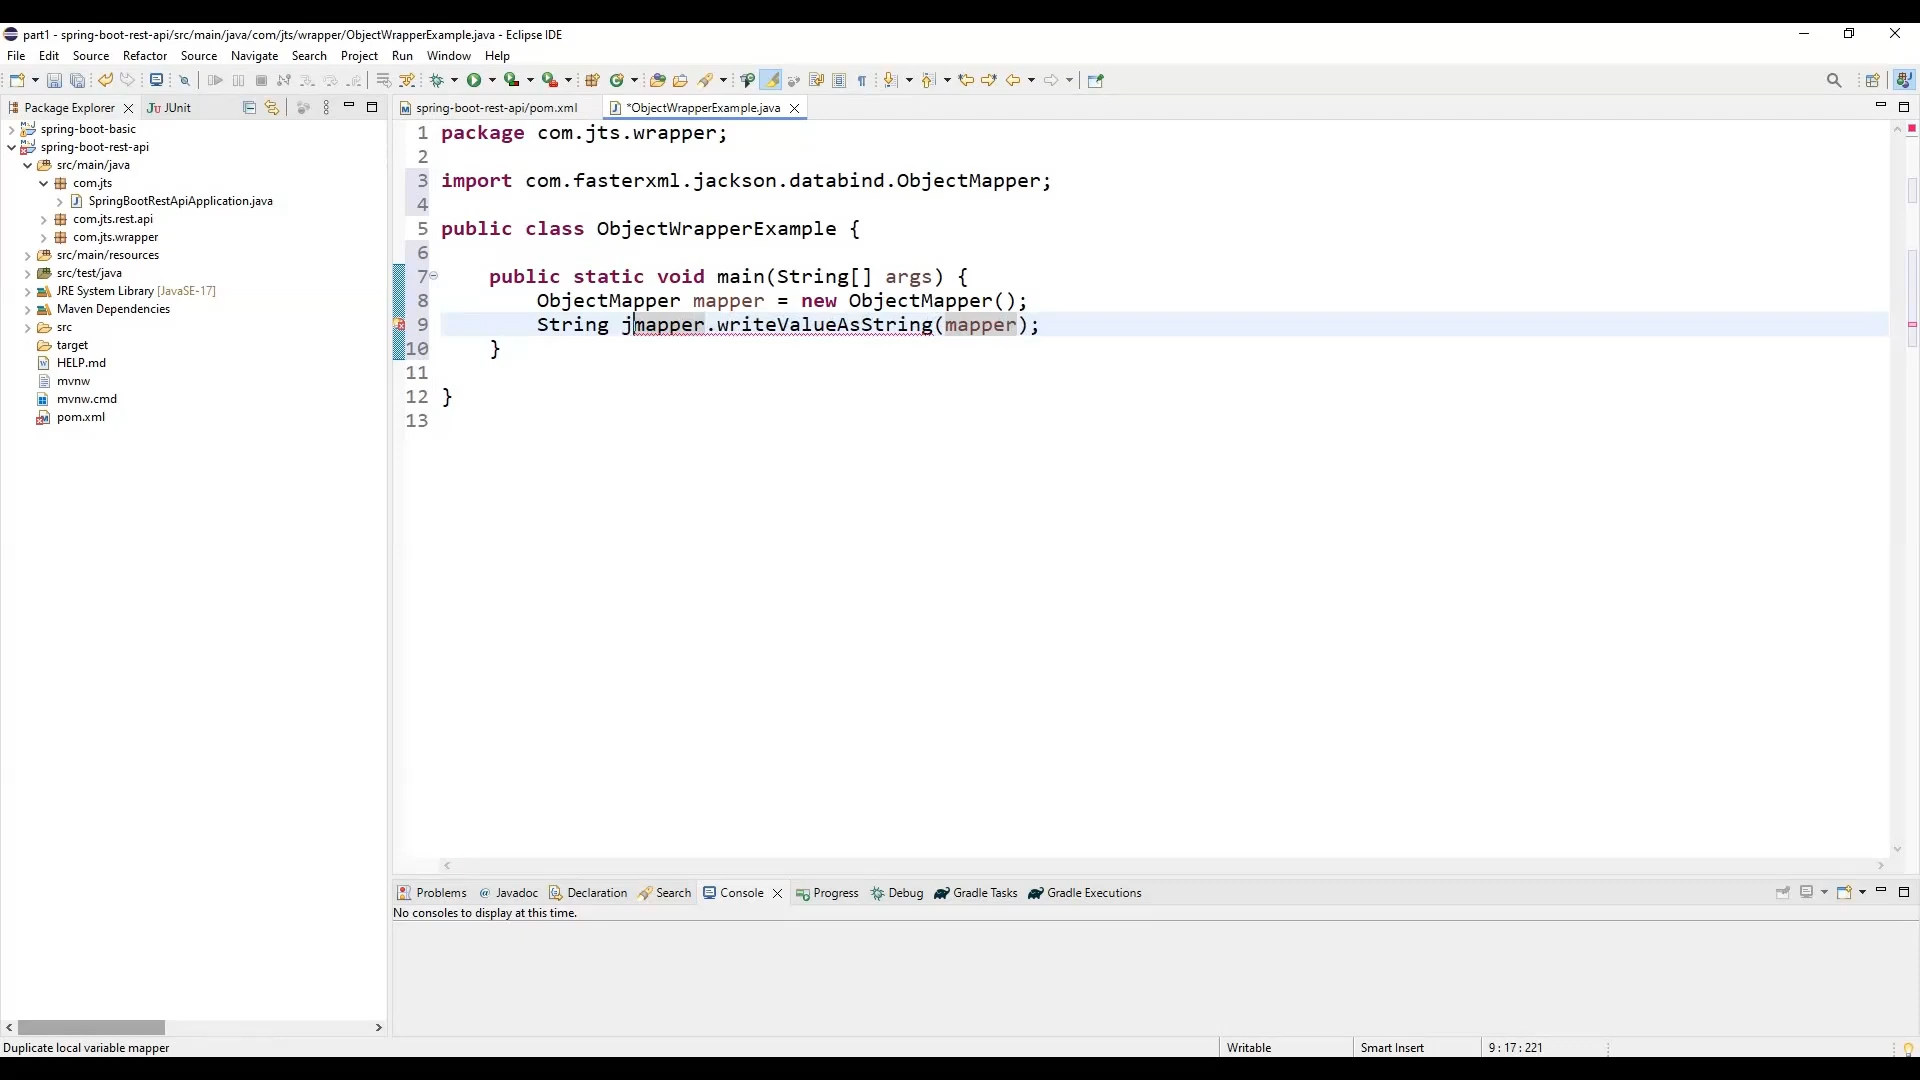 part1 - spring-boot-rest-api/src/main/java/com/jts/wrapper/ObjectWrapperExample.java - Eclipse IDE
File Edit Source Refactor Source Navigate Search Project Run Window Help
Package Explorer JUnit
spring-boot-rest-api/pom.xml *ObjectWrapperExample.java
spring-boot-basic
spring-boot-rest-api
src/main/java
com.jts
SpringBootRestApiApplication.java
com.jts.rest.api
com.jts.wrapper
src/main/resources
src/test/java
JRE System Library [JavaSE-17]
Maven Dependencies
src
target
HELP.md
mvnw
mvnw.cmd
pom.xml
1 package com.jts.wrapper;
2
3 import com.fasterxml.jackson.databind.ObjectMapper;
4
5 public class ObjectWrapperExample {
6
7 public static void main(String[] args) {
8 ObjectMapper mapper = new ObjectMapper();
9 String jmapper.writeValueAsString(mapper);
10 }
11
12 }
13
Problems Javadoc Declaration Search Console Progress Debug Gradle Tasks Gradle Executions
No consoles to display at this time.
Duplicate local variable mapper Writable Smart Insert 9 : 17 : 221